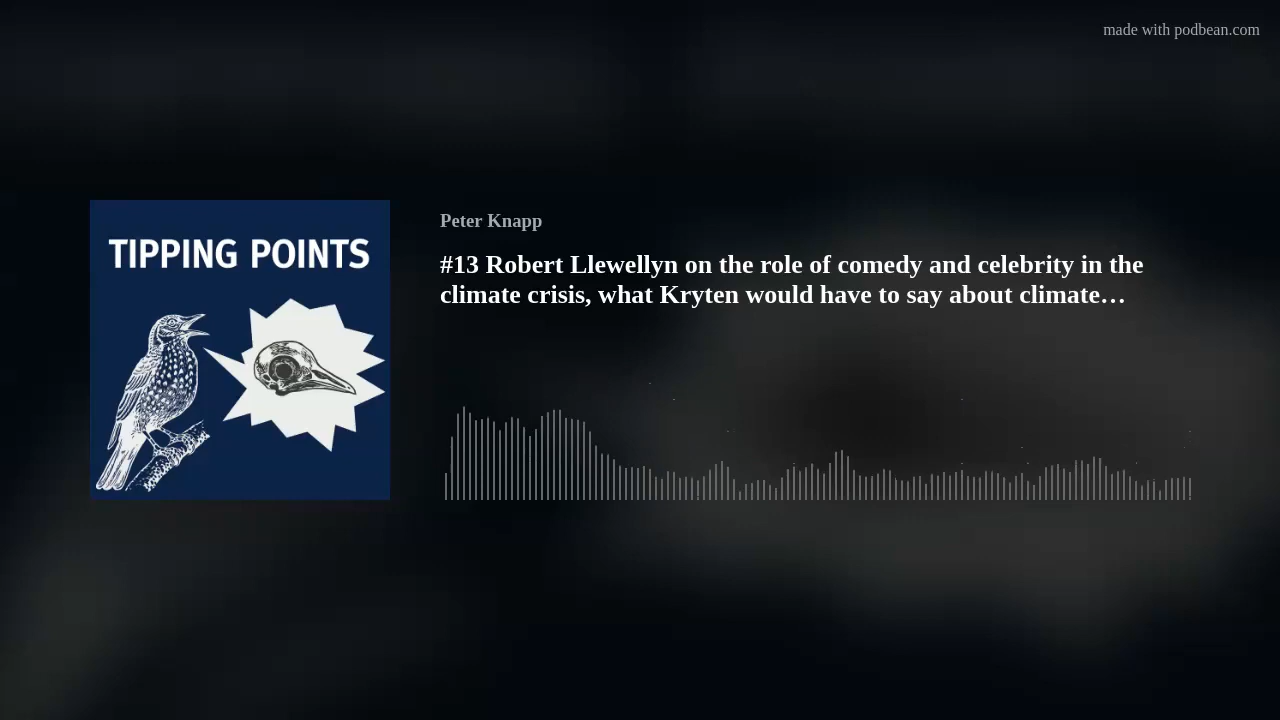 made with podbean.com
TIPPING POINTS
Peter Knapp
#13 Robert Llewellyn on the role of comedy and celebrity in the
climate crisis, what Kryten would have to say about climate…